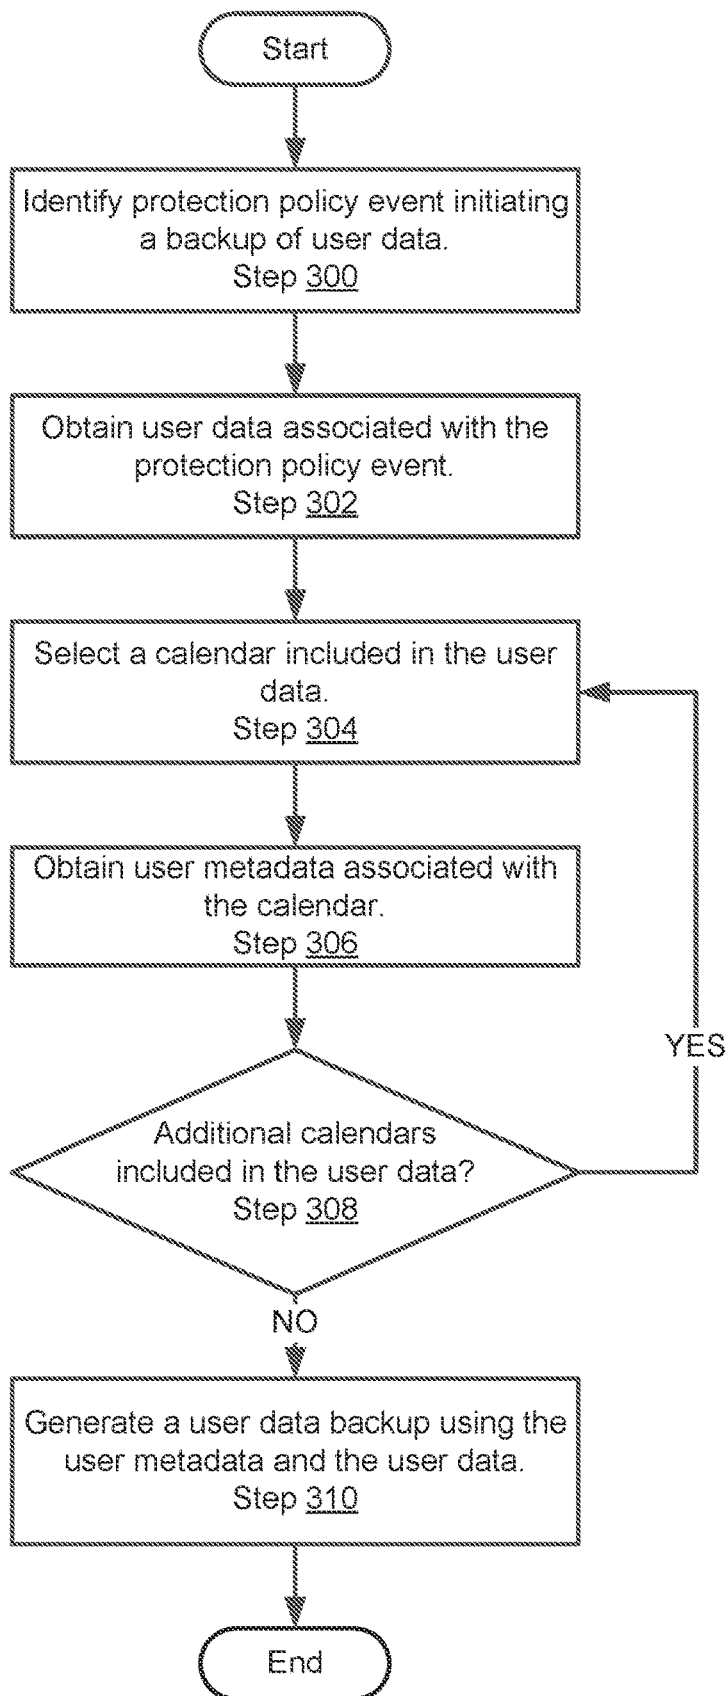 Start
Identify protection policy event initiating
a backup of user data.
Step 300
Obtain user data associated with the
protection policy event.
Step 302
Select a calendar included in the user
data.
Step 304
Obtain user metadata associated with
the calendar.
Step 306
YES
Additional calendars
included in the user data?
Step 308
NO
Generate a user data backup using the
user metadata and the user data.
Step 310
End